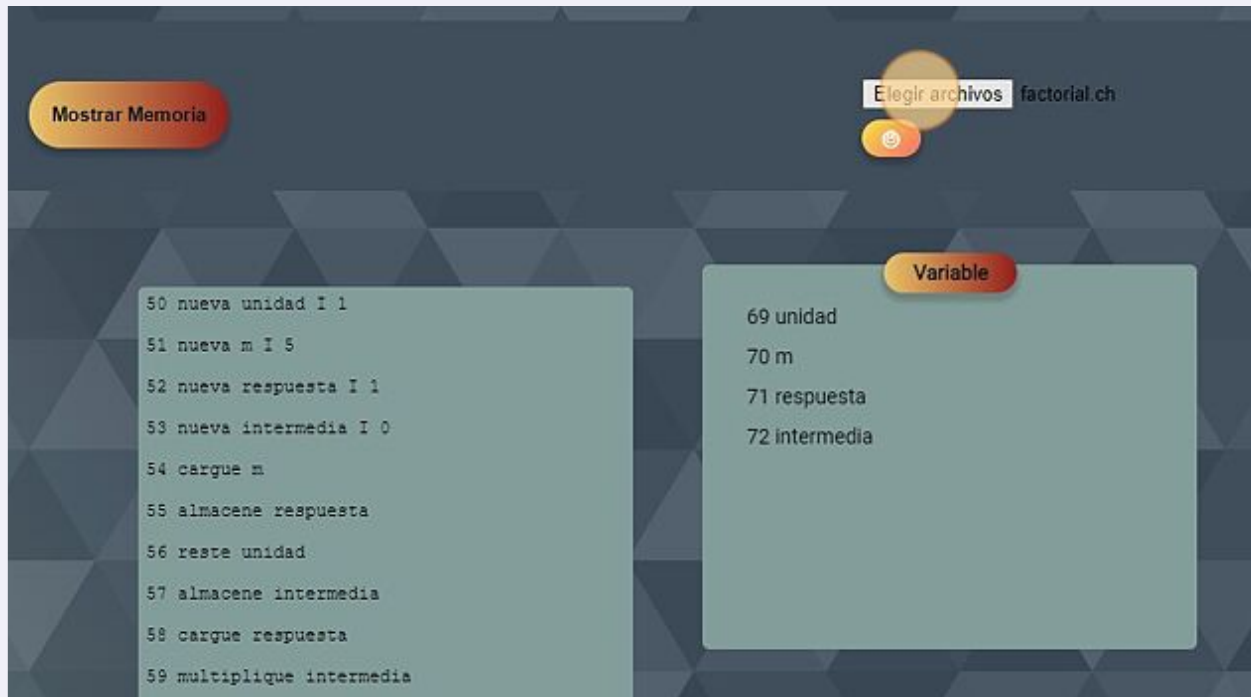 Mostrar Memoria
Elegir archivos factorial.ch
Variable
50 nueva unidad I 1
51 nueva m I 5
52 nueva respuesta I 1
53 nueva intermedia I 0
54 cargue m
55 almacene respuesta
56 reste unidad
57 almacene intermedia
58 cargue respuesta
59 multiplique intermedia
69 unidad
70 m
71 respuesta
72 intermedia